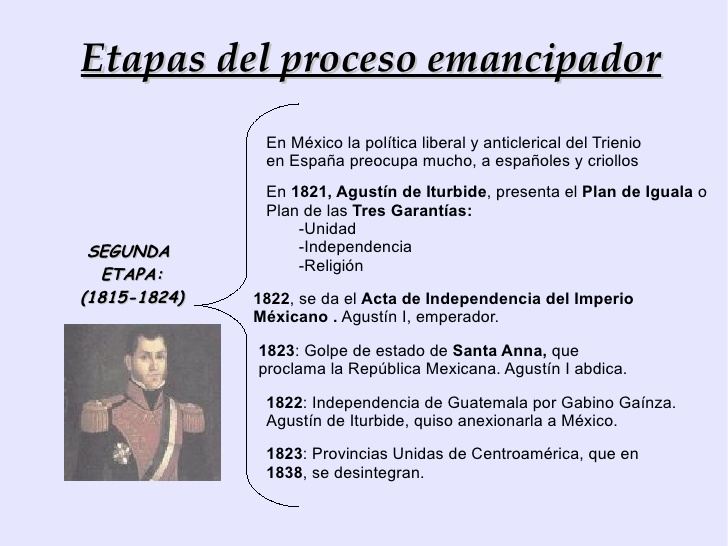 Etapas del proceso emancipador
En México la política liberal y anticlerical del Trienio
en España preocupa mucho, a españoles y criollos
En 1821, Agustín de Iturbide, presenta el Plan de Iguala o
Plan de las Tres Garantías:
-Unidad
-Independencia
-Religión
SEGUNDA
ETAPA:
(1815-1824)
1822, se da el Acta de Independencia del Imperio
Méxicano . Agustín I, emperador.
1823: Golpe de estado de Santa Anna, que
proclama la República Mexicana. Agustín I abdica.
1822: Independencia de Guatemala por Gabino Gaínza.
Agustín de Iturbide, quiso anexionarla a México.
1823: Provincias Unidas de Centroamérica, que en
1838, se desintegran.